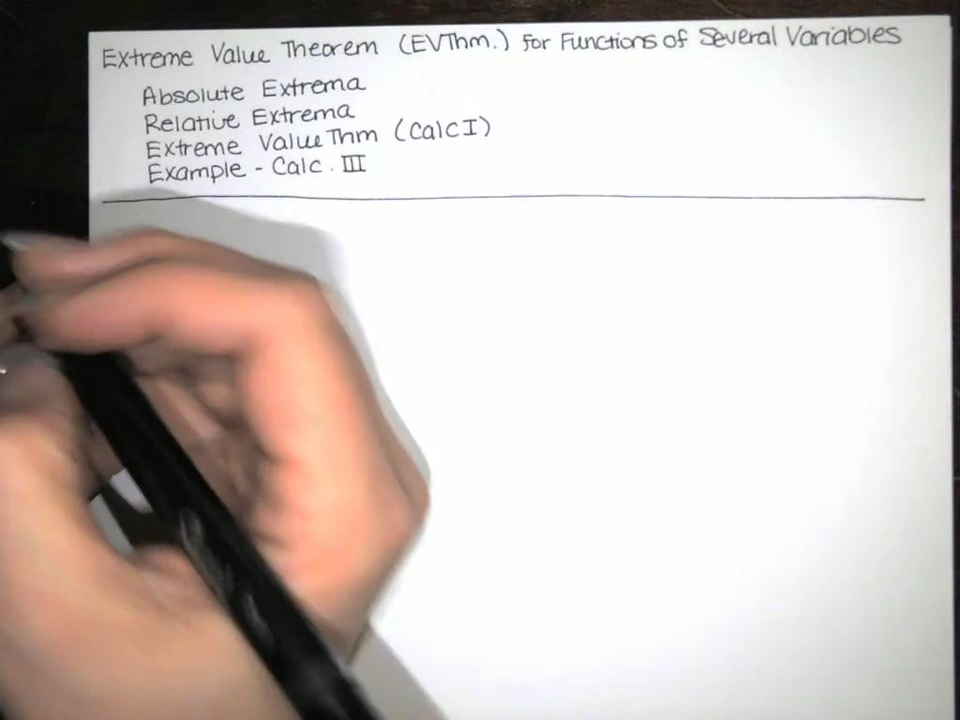 Extreme Value Theorem (EVThm.) for Functions of Several Variables
Absolute Extrema
Relative Extrema
Extreme Value Thm (Calc I)
Example - Calc. III